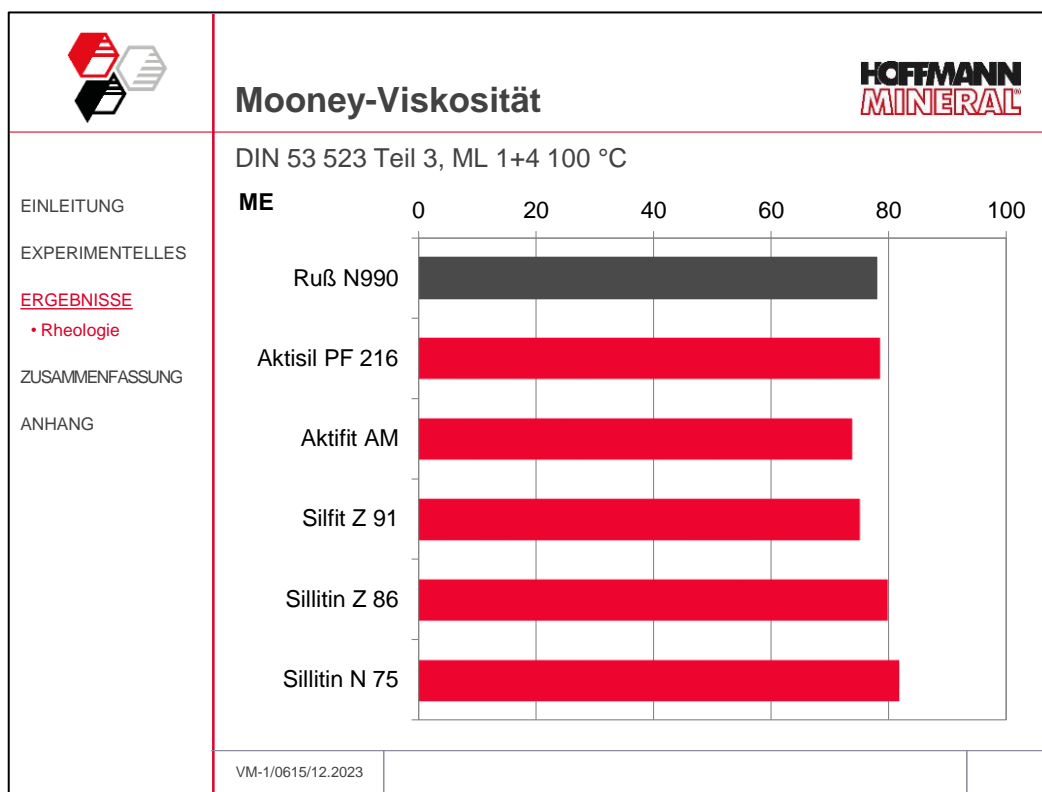 Mooney-Viskosität
HOFFMANN
MINERAL®
DIN 53 523 Teil 3, ML 1+4 100 °C
EINLEITUNG
EXPERIMENTELLES
ERGEBNISSE
• Rheologie
ZUSAMMENFASSUNG
ANHANG
ME
0 20 40 60 80 100
Ruß N990
Aktisil PF 216
Aktifit AM
Silfit Z 91
Sillitin Z 86
Sillitin N 75
VM-1/0615/12.2023